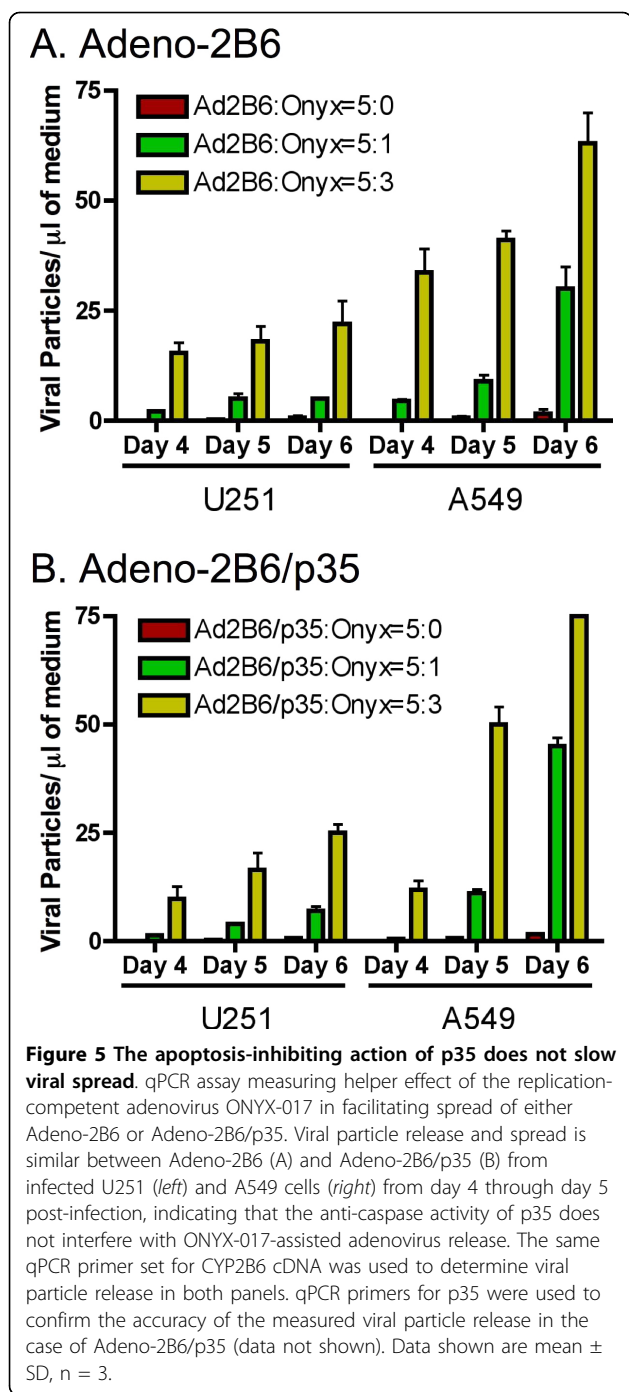 A. Adeno-2B6
75
Ad2B6:Onyx=5:0
Ad2B6:Onyx=5:1
Ad2B6:Onyx=5:3
50
25
0
Viral Particles/ µl of medium
Day 4 Day 5 Day 6 Day 4 Day 5 Day 6
U251 A549
B. Adeno-2B6/p35
75
Ad2B6/p35:Onyx=5:0
Ad2B6/p35:Onyx=5:1
Ad2B6/p35:Onyx=5:3
50
25
0
Viral Particles/ µl of medium
Day 4 Day 5 Day 6 Day 4 Day 5 Day 6
U251 A549
Figure 5 The apoptosis-inhibiting action of p35 does not slow
viral spread. qPCR assay measuring helper effect of the replication-
competent adenovirus ONYX-017 in facilitating spread of either
Adeno-2B6 or Adeno-2B6/p35. Viral particle release and spread is
similar between Adeno-2B6 (A) and Adeno-2B6/p35 (B) from
infected U251 (left) and A549 cells (right) from day 4 through day 5
post-infection, indicating that the anti-caspase activity of p35 does
not interfere with ONYX-017-assisted adenovirus release. The same
qPCR primer set for CYP2B6 cDNA was used to determine viral
particle release in both panels. qPCR primers for p35 were used to
confirm the accuracy of the measured viral particle release in the
case of Adeno-2B6/p35 (data not shown). Data shown are mean ±
SD, n = 3.